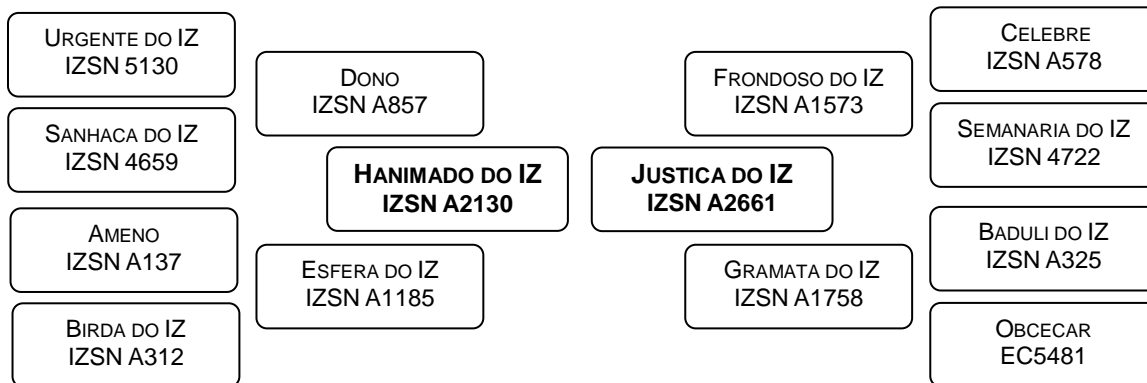 URGENTE DO IZ
IZSN 5130
SANHACA DO IZ
IZSN 4659
AMENO
IZSN A137
BIRDA DO IZ
IZSN A312
DONO
IZSN A857
ESFERA DO IZ
IZSN A1185
HANIMADO DO IZ
IZSN A2130
JUSTICA DO IZ
IZSN A2661
FRONDOSO DO IZ
IZSN A1573
GRAMATA DO IZ
IZSN A1758
CELEBRE
IZSN A578
SEMANARIA DO IZ
IZSN 4722
BADULI DO IZ
IZSN A325
OBCECAR
EC5481